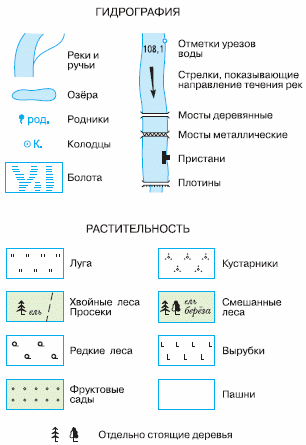 ГИДРОГРАФИЯ
Реки и
ручьи
108,1
Отметки урезов
воды
Стрелки, показывающие
направление течения рек
Озёра
род.
Родники
Мосты деревянные
К.
Колодцы
Мосты металлические
Пристани
Болота
Плотины
РАСТИТЕЛЬНОСТЬ
Луга
Кустарники
ель
Хвойные леса
Просеки
ель
берёза
Смешанные
леса
Редкие леса
Вырубки
Фруктовые
сады
Пашни
Отдельно стоящие деревья